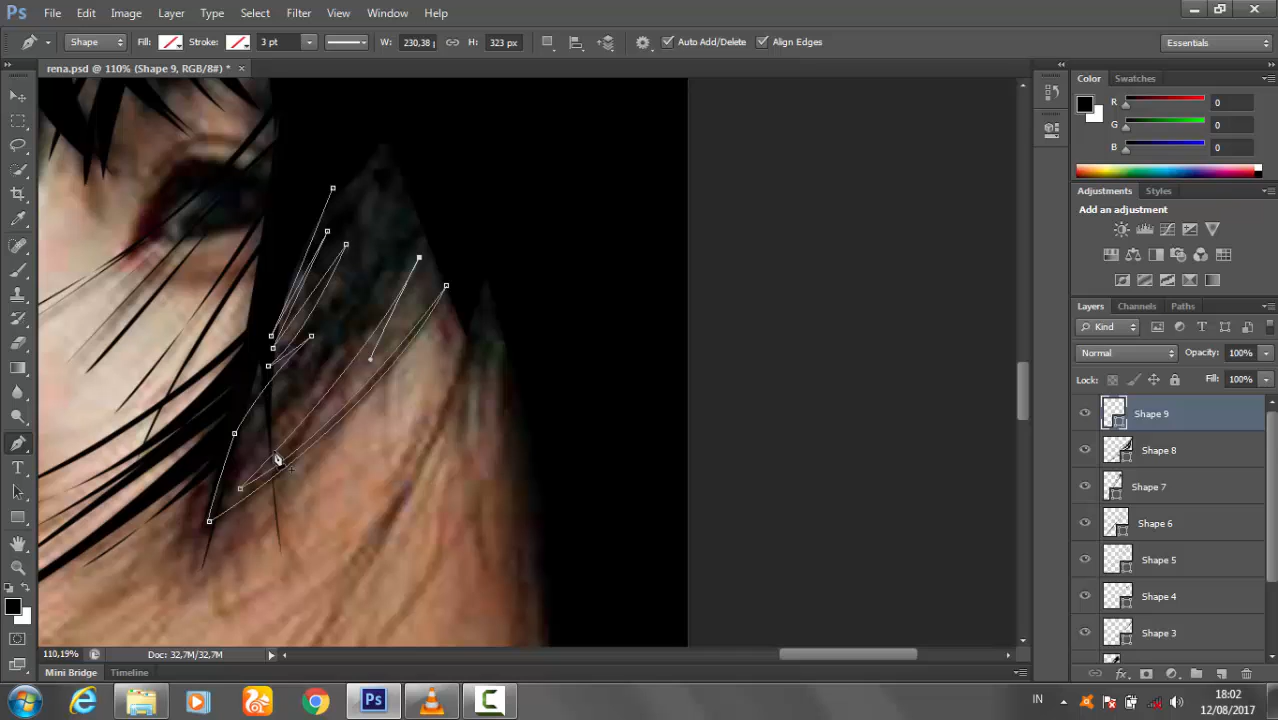 Ps File Edit Image Layer Type Select Filter View Window Help
Shape Fill: Stroke: 3 pt W: 230,38 p H: 323 px Auto Add/Delete Align Edges Essentials
rena.psd @ 110% (Shape 9, RGB/8#) * ×
Color Swatches
R 0
G 0
B 0
Adjustments Styles
Add an adjustment
Layers Channels Paths
Kind
Normal Opacity: 100%
Lock: Fill: 100%
Shape 9
Shape 8
Shape 7
Shape 6
Shape 5
Shape 4
Shape 3
110,19% Doc: 32,7M/32,7M
Mini Bridge Timeline
Ps IN 18:02
12/08/2017